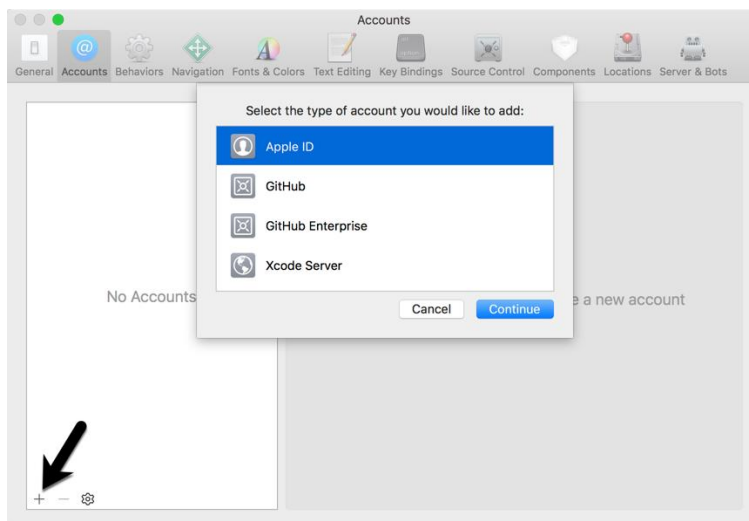 Accounts
General Accounts Behaviors Navigation Fonts & Colors Text Editing Key Bindings Source Control Components Locations Server & Bots
Select the type of account you would like to add:
Apple ID
GitHub
GitHub Enterprise
Xcode Server
No Accounts
a new account
Cancel Continue